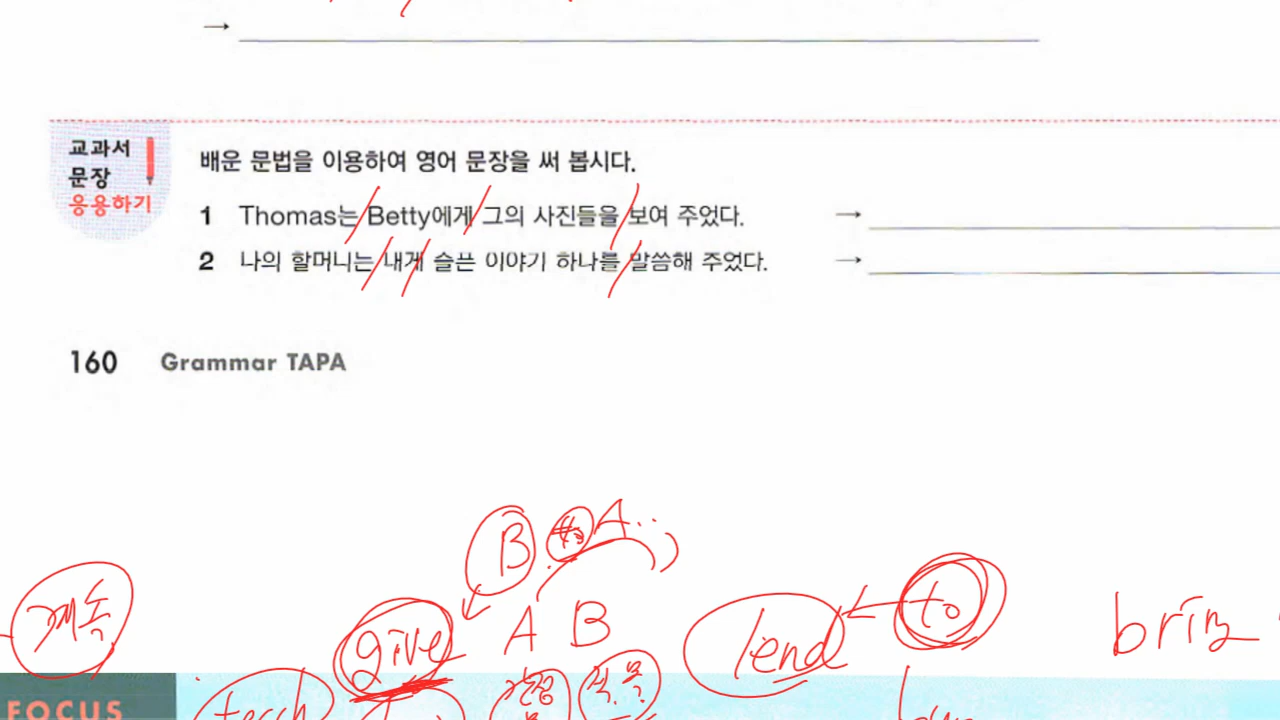 →
교과서
문장
응용하기
배운 문법을 이용하여 영어 문장을 써 봅시다.
1 Thomas는 Betty에게 그의 사진들을 보여 주었다. →
2 나의 할머니는 내게 슬픈 이야기 하나를 말씀해 주었다. →
160 Grammar TAPA
B to A..
계속
give A B lend ← to bring
FOCUS teach